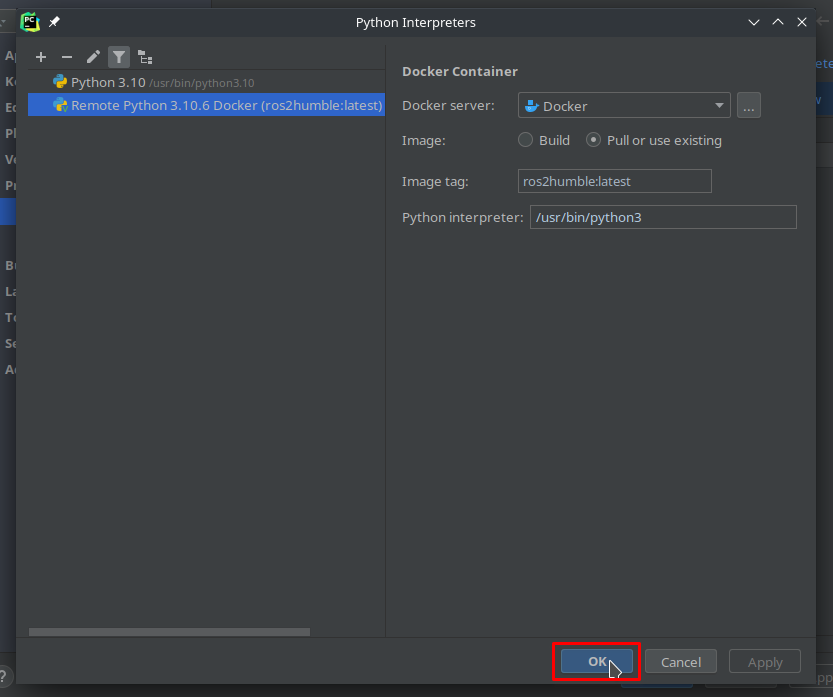 PC
Python Interpreters
Python 3.10 /usr/bin/python3.10
Remote Python 3.10.6 Docker (ros2humble:latest)
Docker Container
Docker server: Docker ...
Image: Build Pull or use existing
Image tag: ros2humble:latest
Python interpreter: /usr/bin/python3
OK Cancel Apply
?